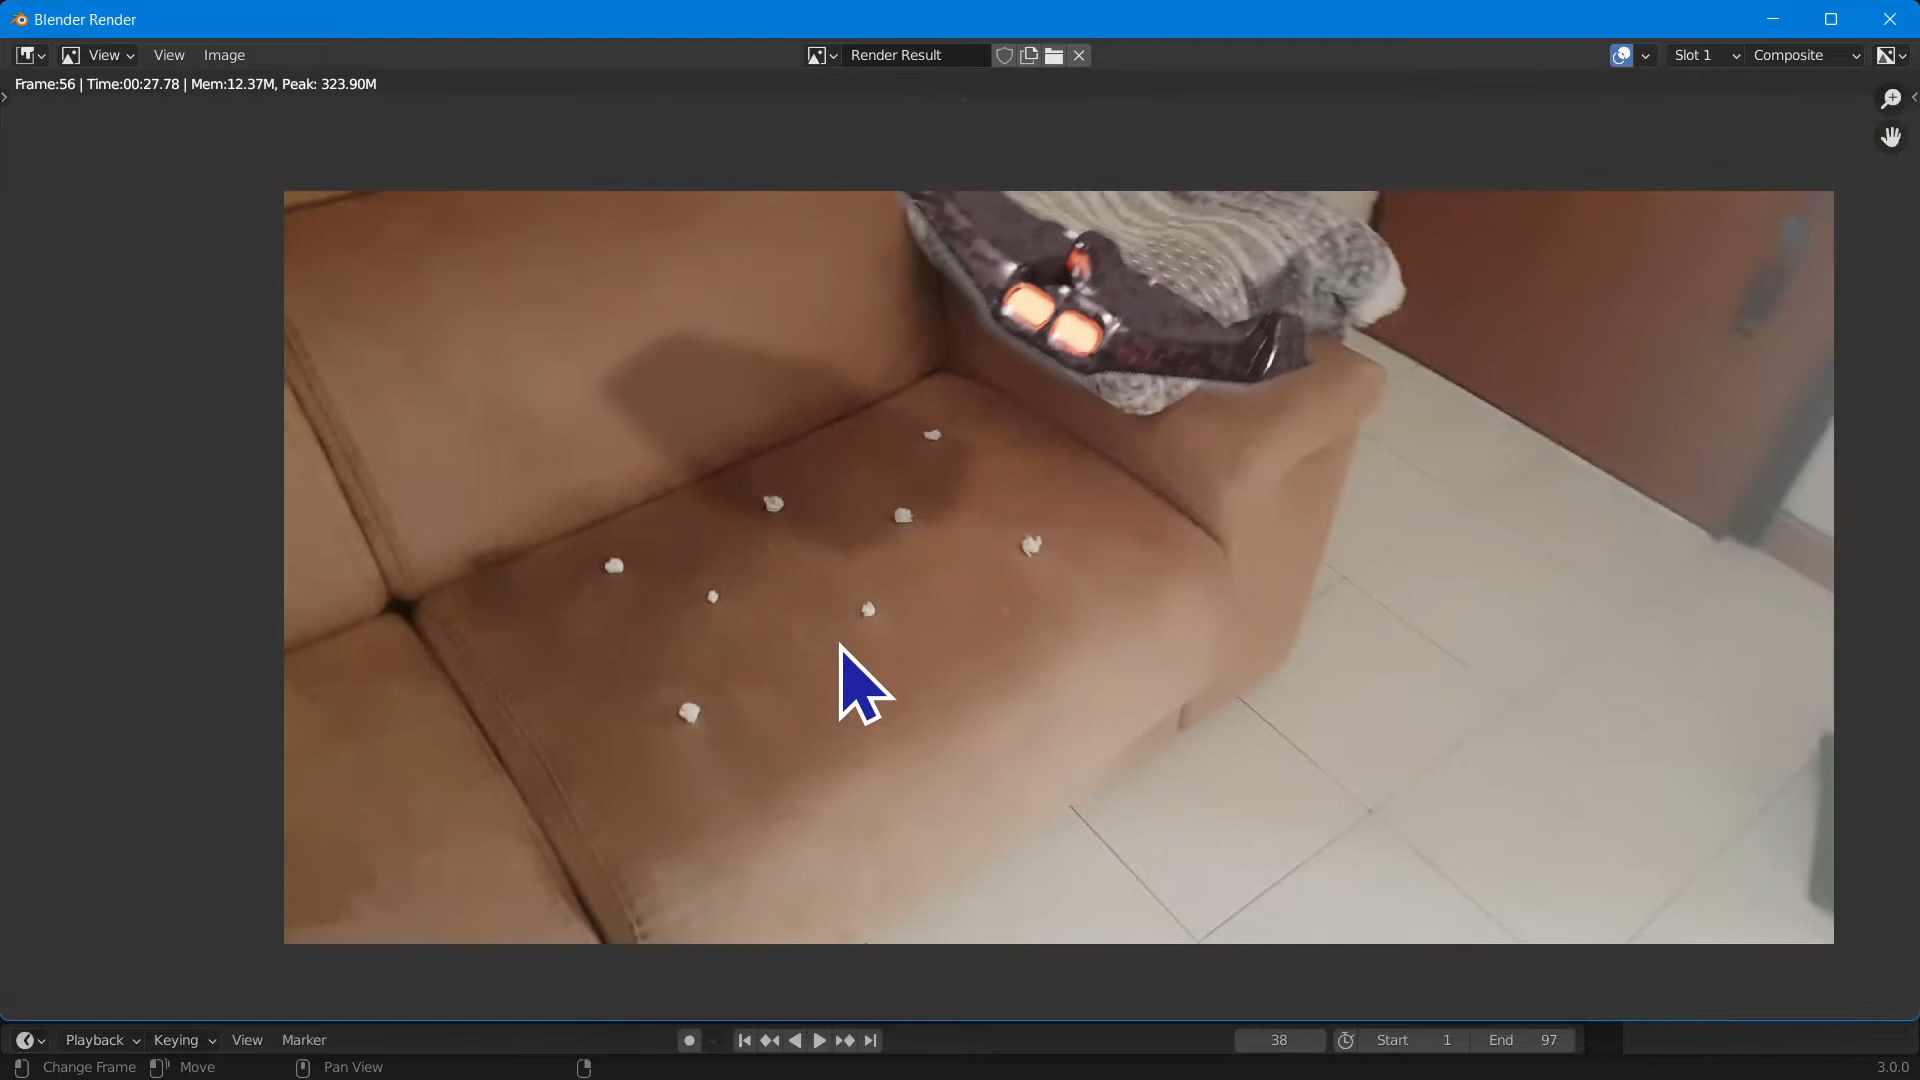 Blender Render
View View Image Render Result Slot 1 Composite
Frame:56 | Time:00:27.78 | Mem:12.37M, Peak: 323.90M
Playback Keying View Marker 38 Start 1 End 97
Change Frame Move Pan View 3.0.0